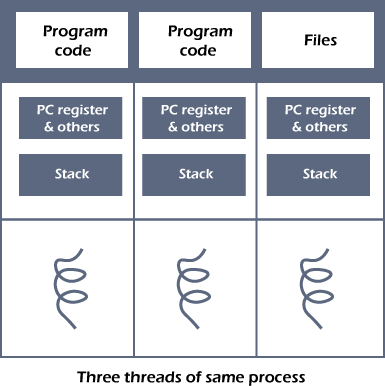 Program
code
Program
code
Files
PC register
& others
PC register
& others
PC register
& others
Stack
Stack
Stack
Three threads of same process